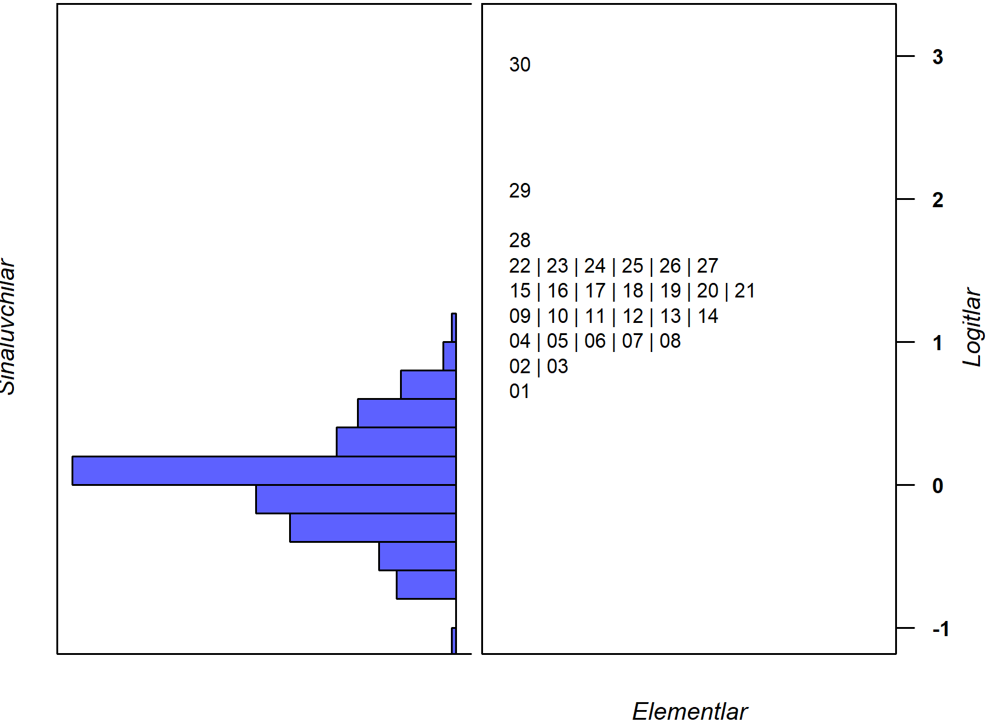 Sinaluvchilar
30
29
28
22 | 23 | 24 | 25 | 26 | 27
15 | 16 | 17 | 18 | 19 | 20 | 21
09 | 10 | 11 | 12 | 13 | 14
04 | 05 | 06 | 07 | 08
02 | 03
01
3
2
1
0
-1
Logitlar
Elementlar